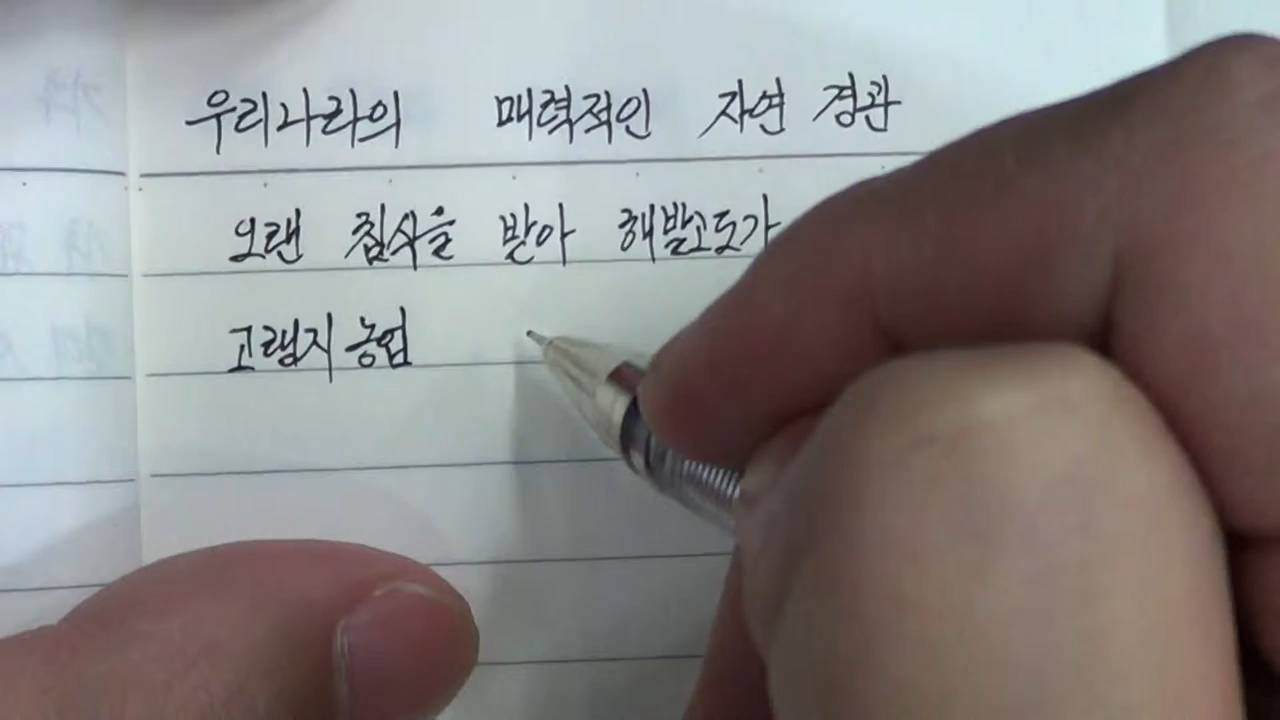 우리나라의 매력적인 자연 경관
오랜 침식을 받아 해발고도가
고랭지 농업